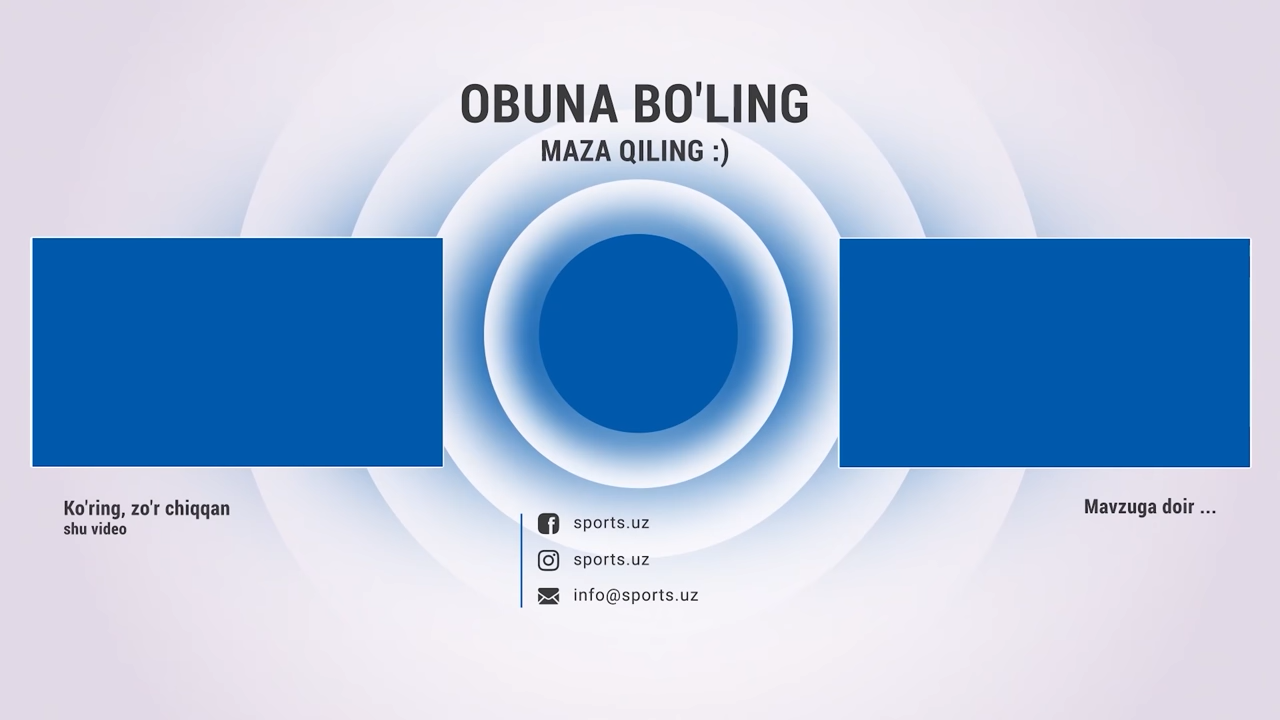 OBUNA BO'LING
MAZA QILING :)
Ko'ring, zo'r chiqqan
shu video
Mavzuga doir ...
sports.uz
sports.uz
info@sports.uz